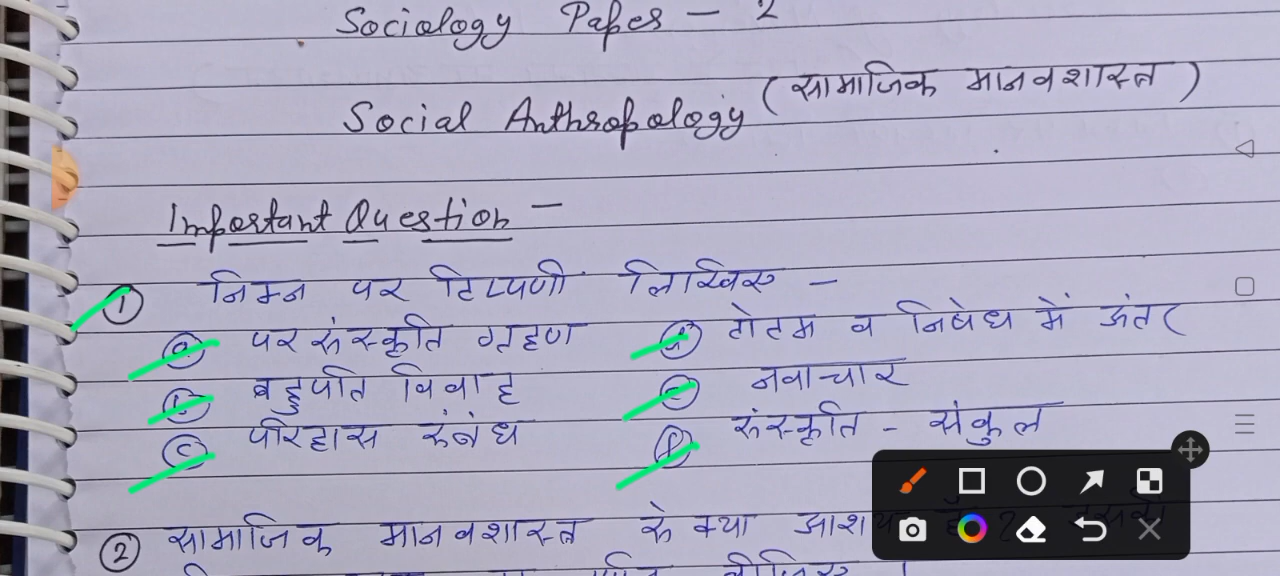 Sociology Paper - 2
Social Anthropology (सामाजिक मानवशास्त्र)
Important Question -
① निम्न पर टिप्पणी लिखिए -
ⓐ परसंस्कृति ग्रहण ⓓ टोटम व निषेध में अंतर
ⓑ बहुपति विवाह ⓔ नवाचार
ⓒ परिहास संबंध ⓕ संस्कृति - संकुल
② सामाजिक मानवशास्त्र से क्या आशय